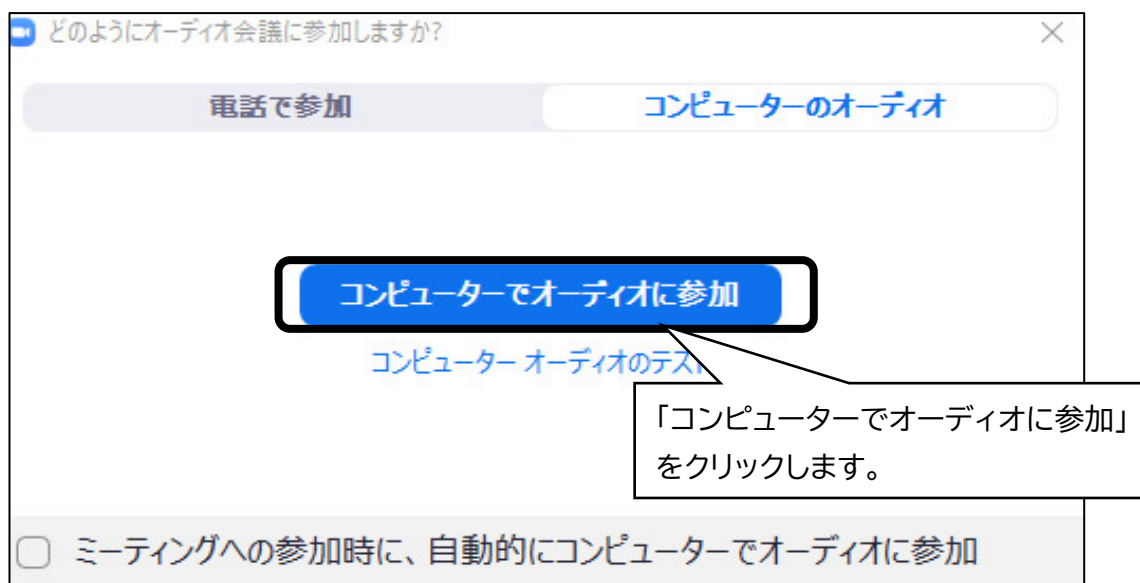 どのようにオーディオ会議に参加しますか?
電話で参加 コンピューターのオーディオ
コンピューターでオーディオに参加
コンピューター オーディオのテスト
「コンピューターでオーディオに参加」
をクリックします。
ミーティングへの参加時に、自動的にコンピューターでオーディオに参加